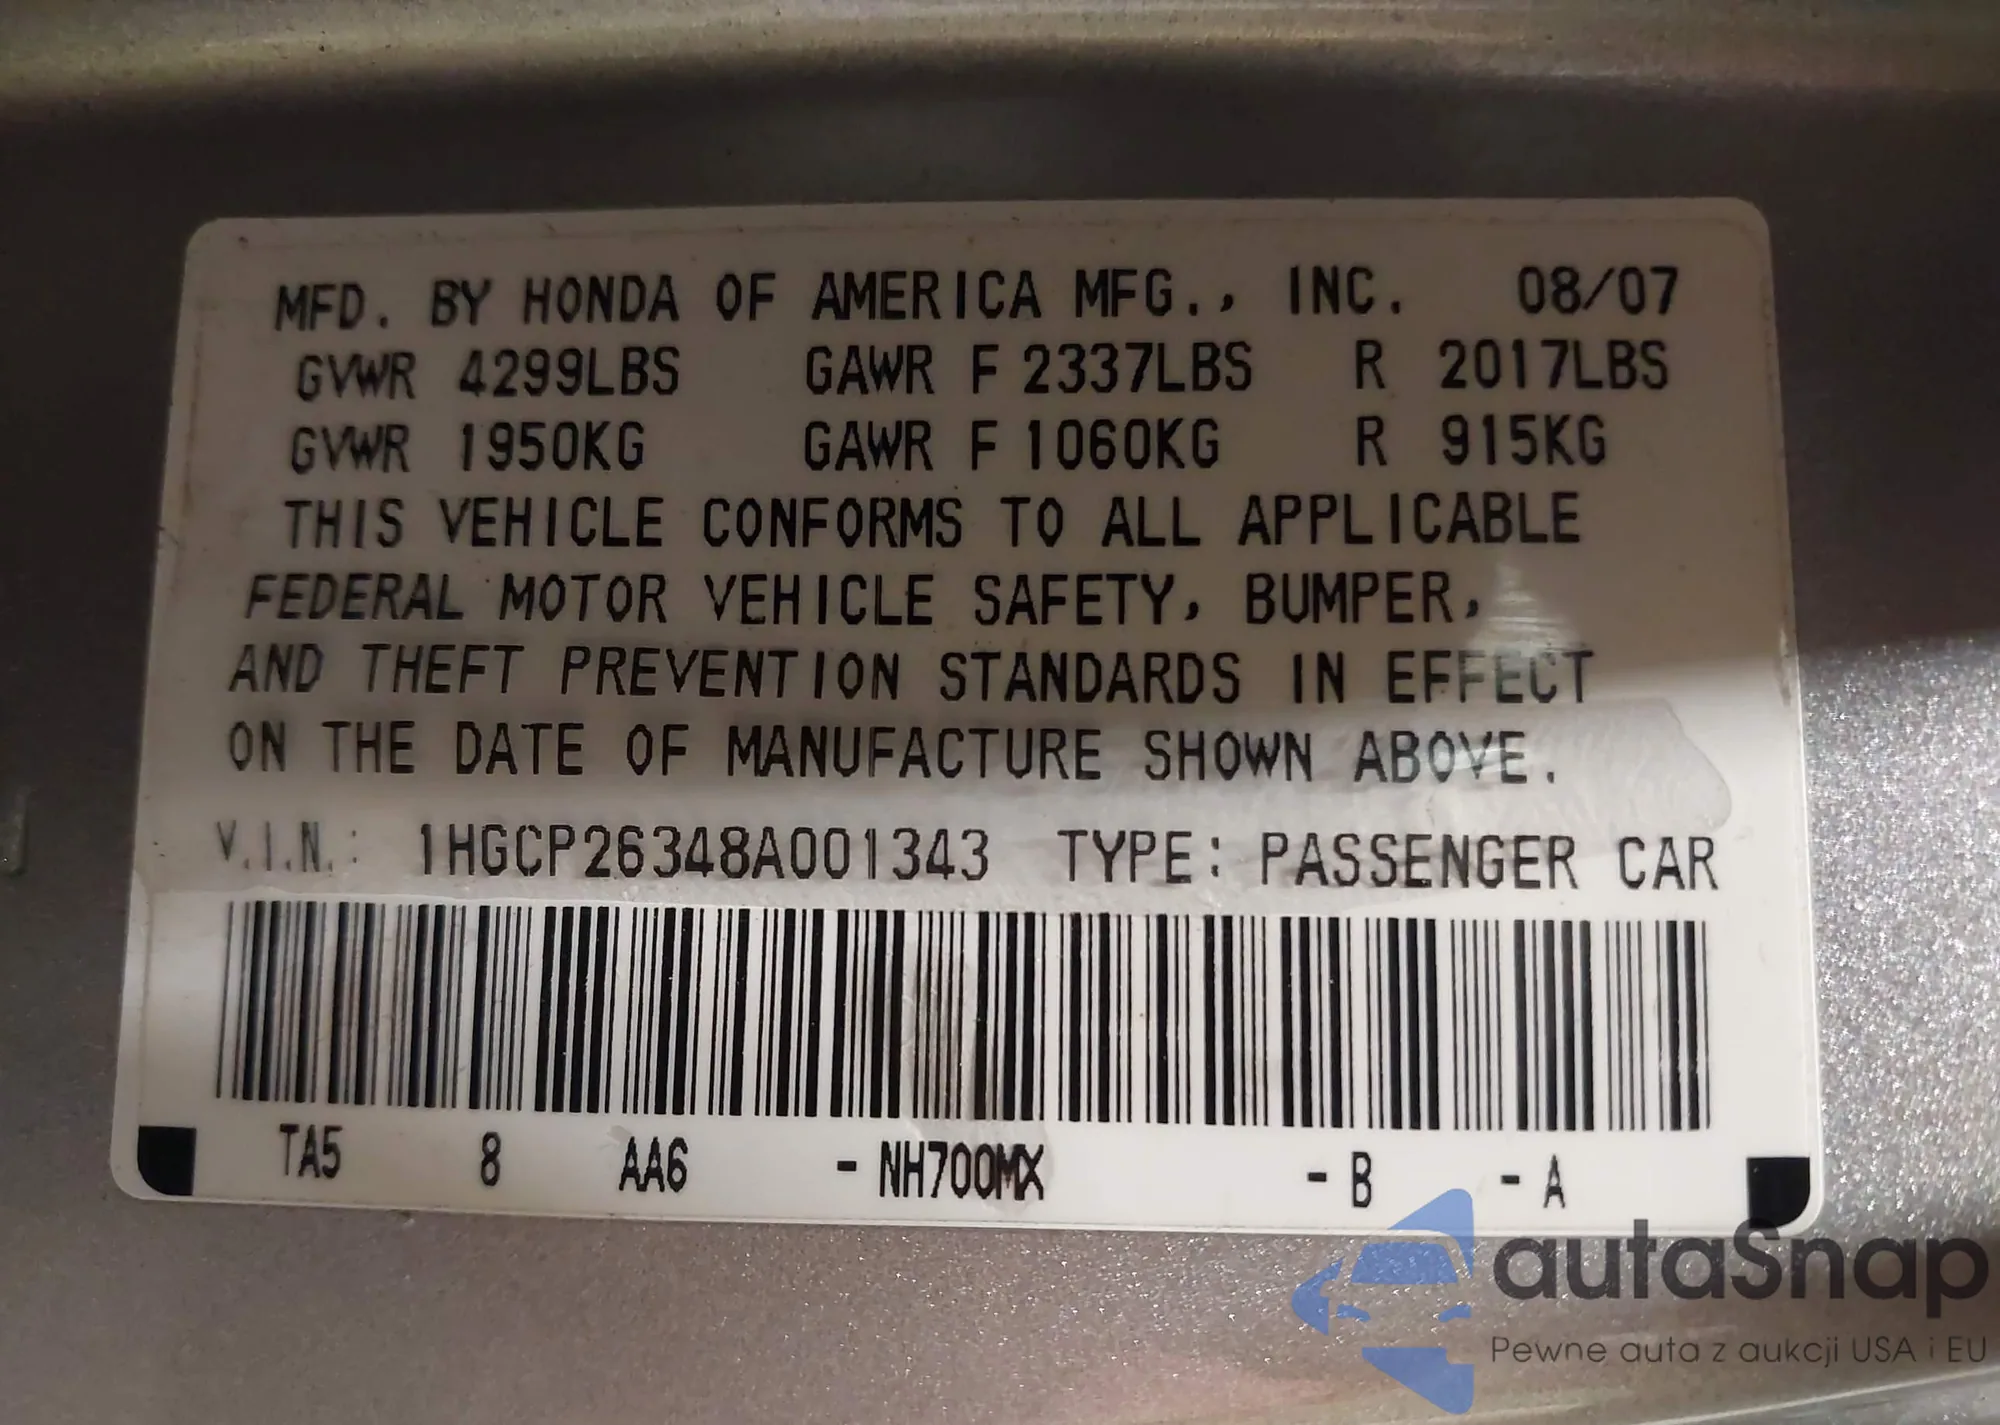 MFD. BY HONDA OF AMERICA MFG., INC. 08/07
GVWR 4299LBS GAWR F 2337LBS R 2017LBS
GVWR 1950KG GAWR F 1060KG R 915KG
THIS VEHICLE CONFORMS TO ALL APPLICABLE
FEDERAL MOTOR VEHICLE SAFETY, BUMPER,
AND THEFT PREVENTION STANDARDS IN EFFECT
ON THE DATE OF MANUFACTURE SHOWN ABOVE.
V.I.N.: 1HGCP26348A001343 TYPE: PASSENGER CAR
TA5 8 AA6 -NH700MX -B -A
autaSnap
Pewne auta z aukcji USA i EU